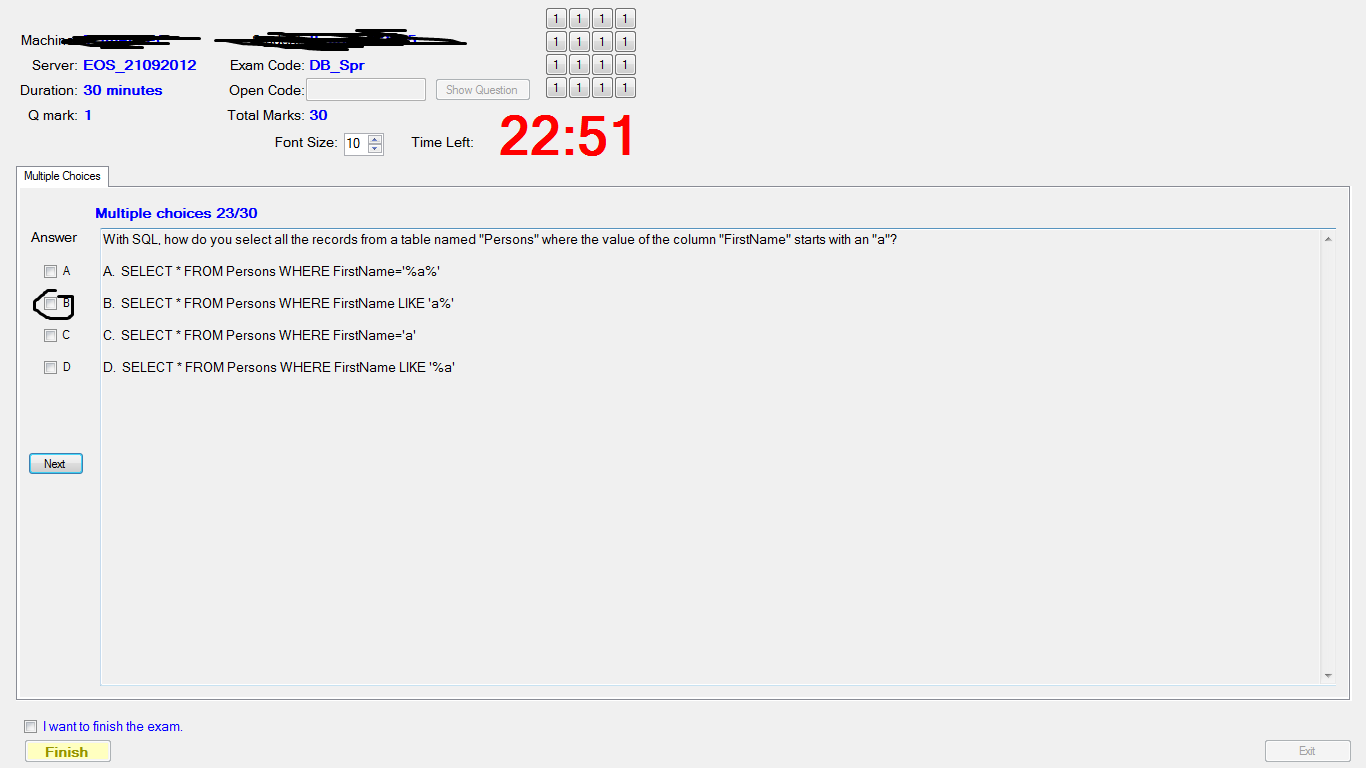 1 1 1 1
Machin
1 1 1 1
Server: EOS_21092012 Exam Code: DB_Spr
1 1 1 1
Duration: 30 minutes Open Code: Show Question
1 1 1 1
Q mark: 1 Total Marks: 30
Font Size: 10 Time Left: 22:51
Multiple Choices
Multiple choices 23/30
Answer
With SQL, how do you select all the records from a table named "Persons" where the value of the column "FirstName" starts with an "a"?
A A. SELECT * FROM Persons WHERE FirstName='%a%'
B B. SELECT * FROM Persons WHERE FirstName LIKE 'a%'
C C. SELECT * FROM Persons WHERE FirstName='a'
D D. SELECT * FROM Persons WHERE FirstName LIKE '%a'
Next
I want to finish the exam.
Finish
Exit